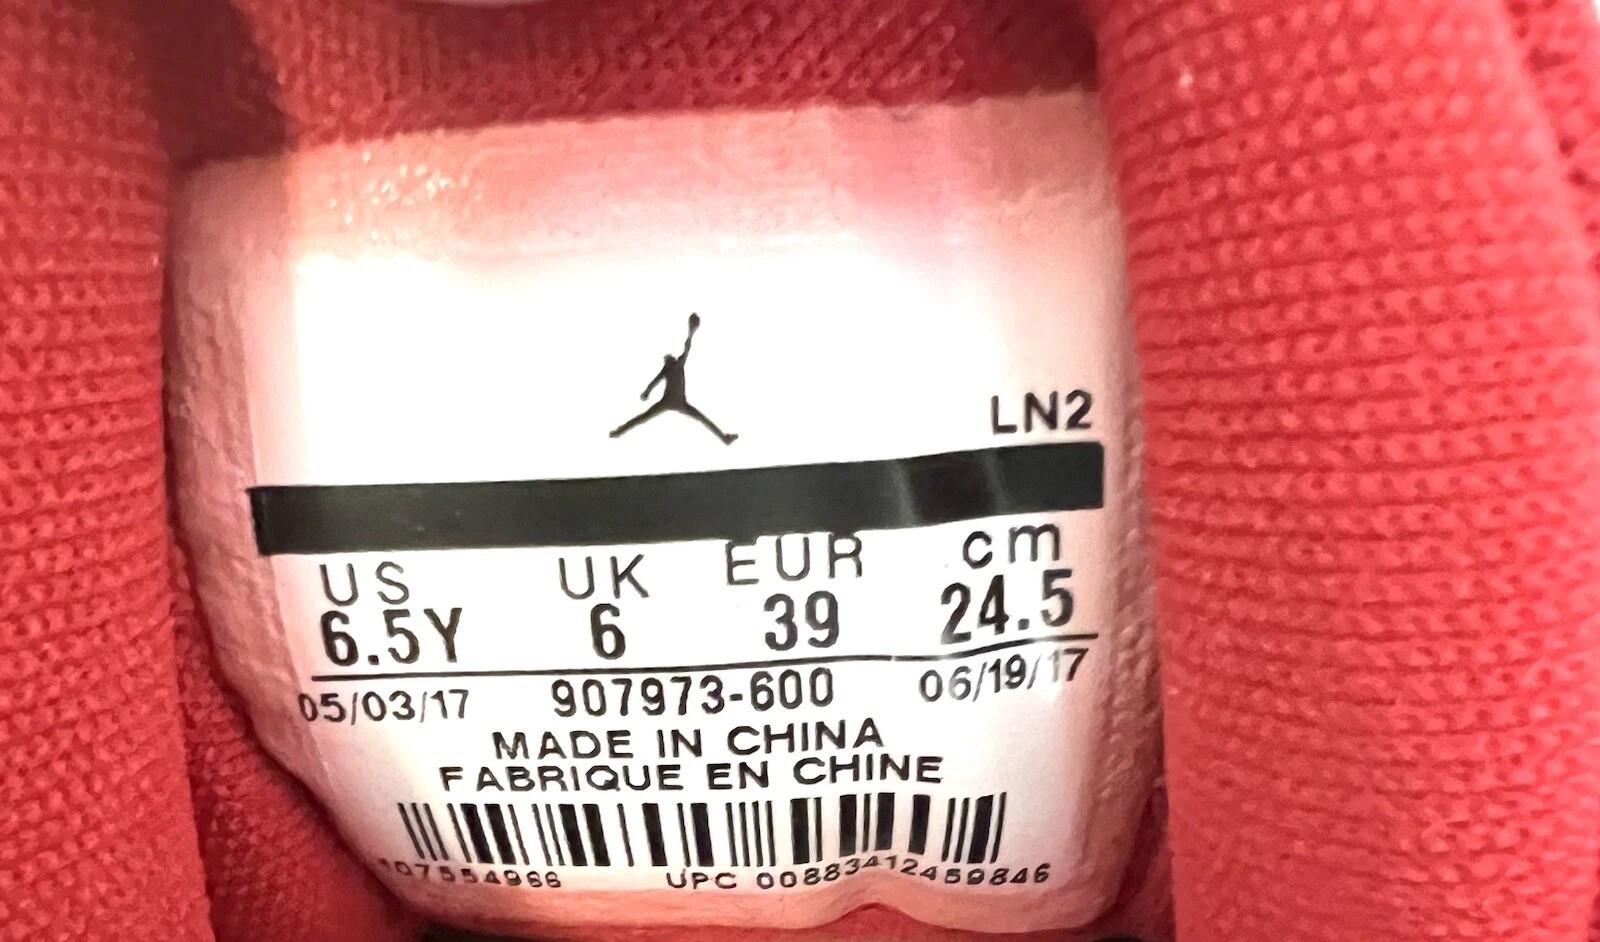 LN2
US UK EUR cm
6.5Y 6 39 24.5
05/03/17 907973-600 06/19/17
MADE IN CHINA
FABRIQUE EN CHINE
UPC 00883412459846